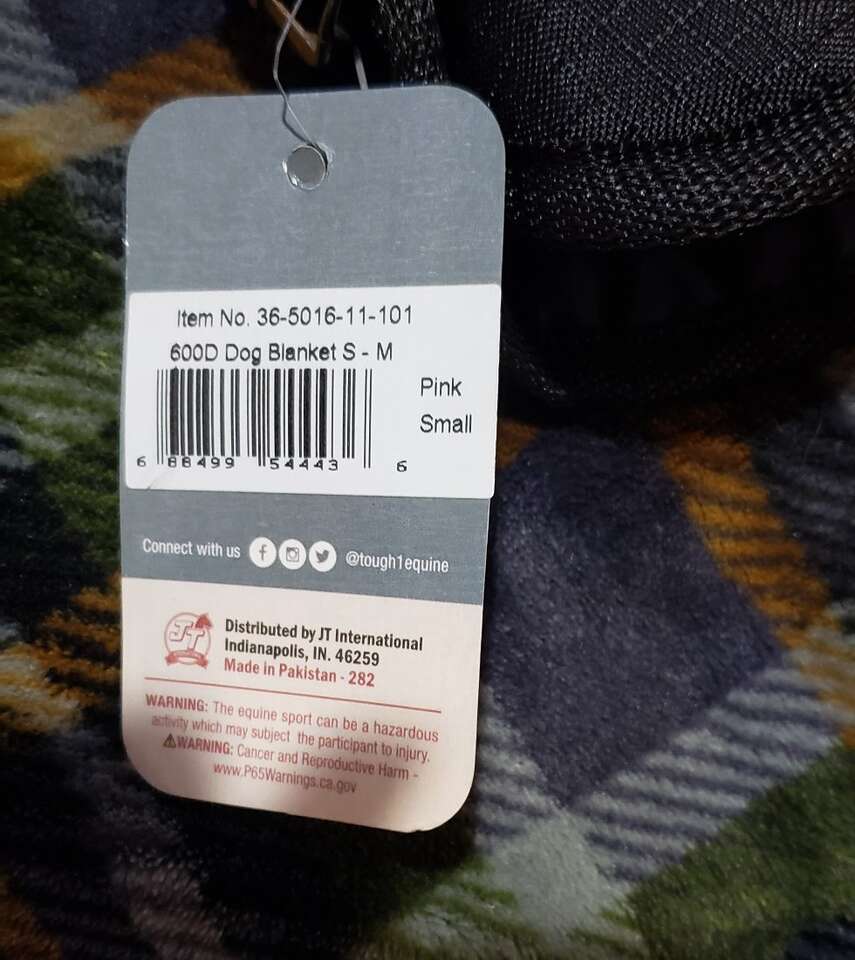 Item No. 36-5016-11-101
600D Dog Blanket S - M
Pink
Small
6 88499 54443 6
Connect with us f @tough1equine
JT
Distributed by JT International
Indianapolis, IN. 46259
Made in Pakistan - 282
WARNING: The equine sport can be a hazardous
activity which may subject the participant to injury.
⚠WARNING: Cancer and Reproductive Harm -
www.P65Warnings.ca.gov